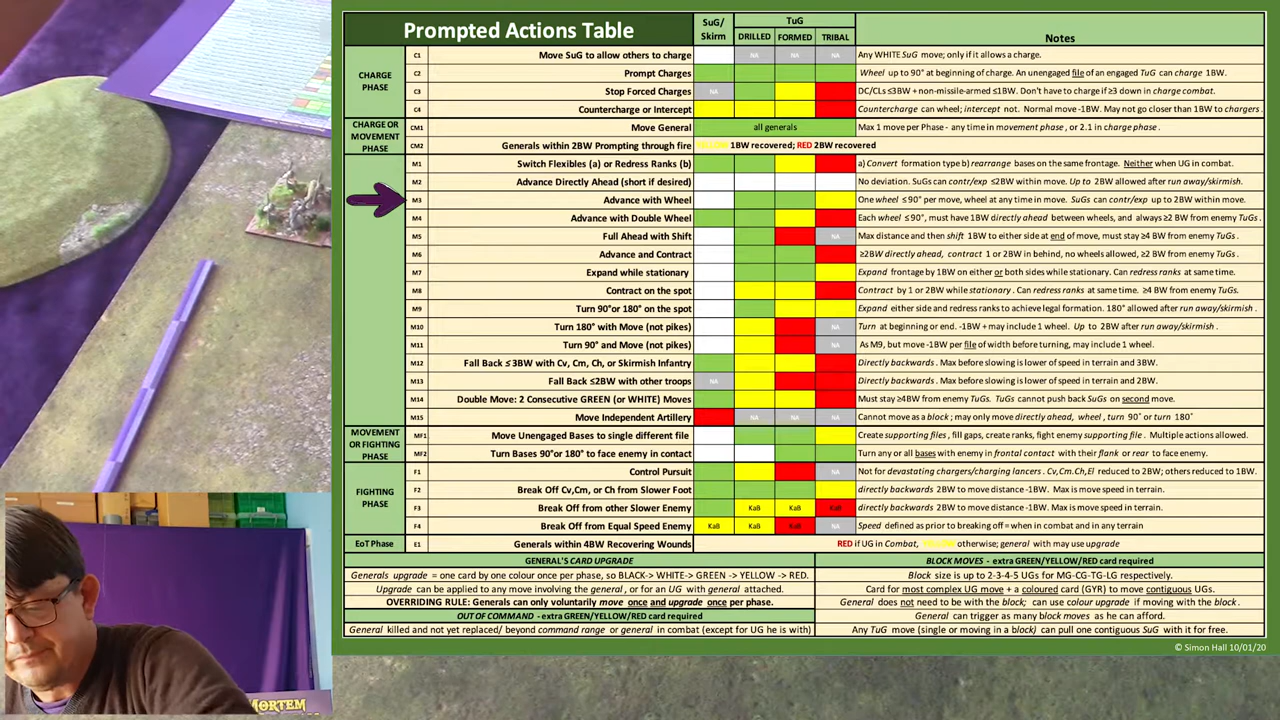 Prompted Actions Table
SuG/ Skirm
TuG
DRILLED FORMED TRIBAL
Notes
CHARGE PHASE
C1 Move SuG to allow others to charge NA NA NA Any WHITE SuG move; only if it allows a charge.
C2 Prompt Charges Wheel up to 90° at beginning of charge. An unengaged file of an engaged TuG can charge 1BW.
C3 Stop Forced Charges NA DC/CLs ≤3BW + non-missile-armed ≤1BW. Don't have to charge if ≥3 down in charge combat.
C4 Countercharge or Intercept Countercharge can wheel; intercept not. Normal move -1BW. May not go closer than 1BW to chargers
CHARGE OR MOVEMENT PHASE
CM1 Move General all generals Max 1 move per Phase - any time in movement phase, or 2.1 in charge phase.
CM2 Generals within 2BW Prompting through fire YELLOW 1BW recovered; RED 2BW recovered
M1 Switch Flexibles (a) or Redress Ranks (b) a) Convert formation type b) rearrange bases on the same frontage. Neither when UG in combat.
M2 Advance Directly Ahead (short if desired) No deviation. SuGs can contr/exp ≤2BW within move. Up to 2BW allowed after run away/skirmish.
M3 Advance with Wheel One wheel ≤90° per move, wheel at any time in move. SuGs can contr/exp up to 2BW within move.
M4 Advance with Double Wheel Each wheel ≤90°, must have 1BW directly ahead between wheels, and always ≥2 BW from enemy TuGs.
M5 Full Ahead with Shift NA Max distance and then shift 1BW to either side at end of move, must stay ≥4 BW from enemy TuGs.
M6 Advance and Contract ≥2BW directly ahead, contract 1 or 2BW in behind, no wheels allowed, ≥2 BW from enemy TuGs.
M7 Expand while stationary Expand frontage by 1BW on either or both sides while stationary. Can redress ranks at same time.
M8 Contract on the spot Contract by 1 or 2BW while stationary. Can redress ranks at same time. ≥4 BW from enemy TuGs.
M9 Turn 90°or 180° on the spot Expand either side and redress ranks to achieve legal formation. 180° allowed after run away/skirmish.
M10 Turn 180° with Move (not pikes) NA Turn at beginning or end. -1BW + may include 1 wheel. Up to 2BW after run away/skirmish.
M11 Turn 90° and Move (not pikes) NA As M9, but move -1BW per file of width before turning, may include 1 wheel.
M12 Fall Back ≤3BW with Cv, Cm, Ch, or Skirmish Infantry Directly backwards. Max before slowing is lower of speed in terrain and 3BW.
M13 Fall Back ≤2BW with other troops NA Directly backwards. Max before slowing is lower of speed in terrain and 2BW.
M14 Double Move: 2 Consecutive GREEN (or WHITE) Moves Must stay ≥4BW from enemy TuGs. TuGs cannot push back SuGs on second move.
M15 Move Independent Artillery NA NA NA Cannot move as a block; may only move directly ahead, wheel, turn 90° or turn 180°
MOVEMENT OR FIGHTING PHASE
MF1 Move Unengaged Bases to single different file Create supporting files, fill gaps, create ranks, fight enemy supporting file. Multiple actions allowed.
MF2 Turn Bases 90°or 180° to face enemy in contact Turn any or all bases with enemy in frontal contact with their flank or rear to face enemy.
FIGHTING PHASE
F1 Control Pursuit NA Not for devastating chargers/charging lancers. Cv,Cm.Ch,El reduced to 2BW; others reduced to 1BW.
F2 Break Off Cv,Cm, or Ch from Slower Foot directly backwards 2BW to move distance -1BW. Max is move speed in terrain.
F3 Break Off from other Slower Enemy KaB KaB KaB directly backwards 2BW to move distance -1BW. Max is move speed in terrain.
F4 Break Off from Equal Speed Enemy KaB KaB KaB NA Speed defined as prior to breaking off = when in combat and in any terrain
EoT Phase E1 Generals within 4BW Recovering Wounds RED if UG in Combat, YELLOW otherwise; general with may use upgrade
GENERAL'S CARD UPGRADE
Generals upgrade = one card by one colour once per phase, so BLACK-> WHITE-> GREEN -> YELLOW -> RED.
Upgrade can be applied to any move involving the general, or for an UG with general attached.
OVERRIDING RULE: Generals can only voluntarily move once and upgrade once per phase.
OUT OF COMMAND - extra GREEN/YELLOW/RED card required
General killed and not yet replaced/ beyond command range or general in combat (except for UG he is with)
BLOCK MOVES - extra GREEN/YELLOW/RED card required
Block size is up to 2-3-4-5 UGs for MG-CG-TG-LG respectively.
Card for most complex UG move + a coloured card (GYR) to move contiguous UGs.
General does not need to be with the block; can use colour upgrade if moving with the block.
General can trigger as many block moves as he can afford.
Any TuG move (single or moving in a block) can pull one contiguous SuG with it for free.
© Simon Hall 10/01/20
MORTEM